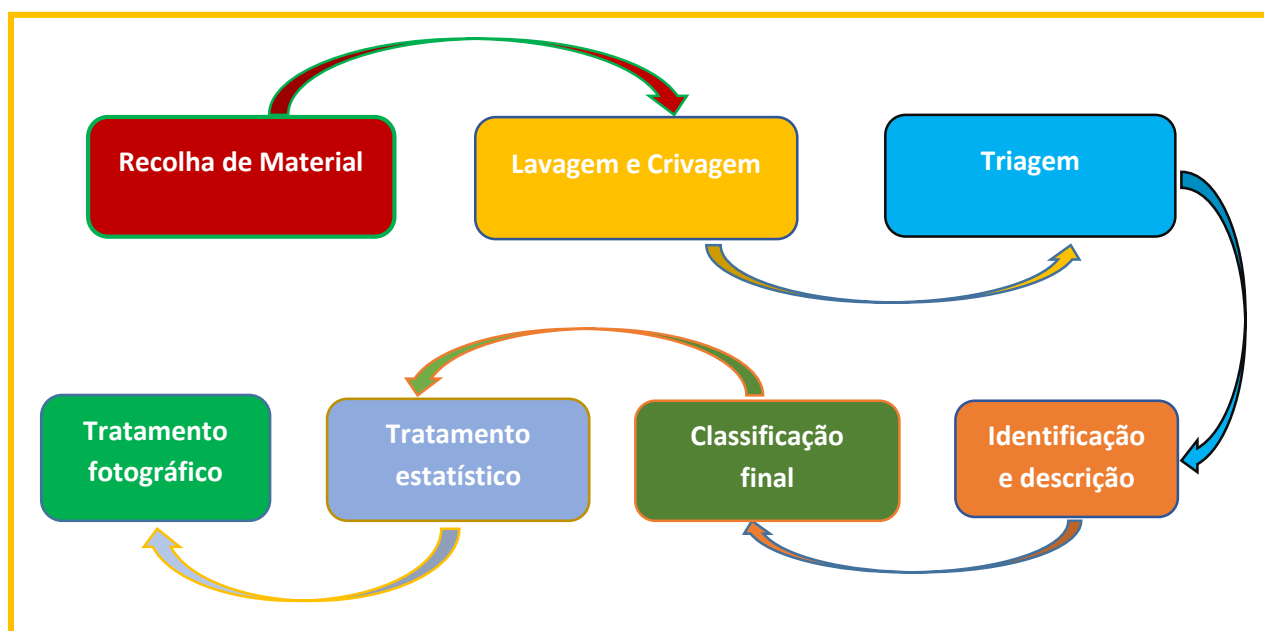 Recolha de Material
Lavagem e Crivagem
Triagem
Tratamento
fotográfico
Tratamento
estatístico
Classificação
final
Identificação
e descrição